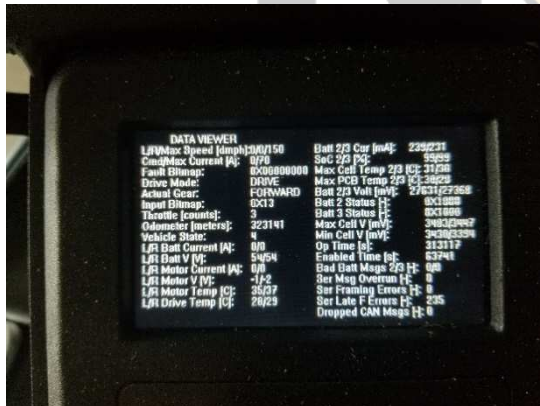 DATA VIEWER
L/R/Max Speed [dmph]:0/0/150
Cmd/Max Current [A]: 0/70
Fault Bitmap: 0X00000000
Drive Mode: DRIVE
Actual Gear: FORWARD
Input Bitmap: 0X13
Throttle [counts]: 3
Odometer [meters]: 323141
Vehicle State: 4
L/R Batt Current [A]: 0/0
L/R Batt V [V]: 54/54
L/R Motor Current [A]: 0/0
L/R Motor V [V]: -1/-2
L/R Motor Temp [C]: 35/37
L/R Drive Temp [C]: 28/29
Batt 2/3 Cur [mA]: 239/231
SoC 2/3 [%]: 99/99
Max Cell Temp 2/3 [C]: 31/30
Max PCB Temp 2/3 [C]: 30/29
Batt 2/3 Volt [mV]: 27631/27368
Batt 2 Status [-]:
Batt 3 Status [-]:
Max Cell V [mV]:
Min Cell V [mV]:
Op Time [s]: 313117
Enabled Time [s]: 63741
Bad Batt Msgs 2/3 [-]: 0/0
Ser Msg Overrun [-]: 0
Ser Framing Errors [-]: 0
Ser Late F Errors [-]: 235
Dropped CAN Msgs [-]: 0